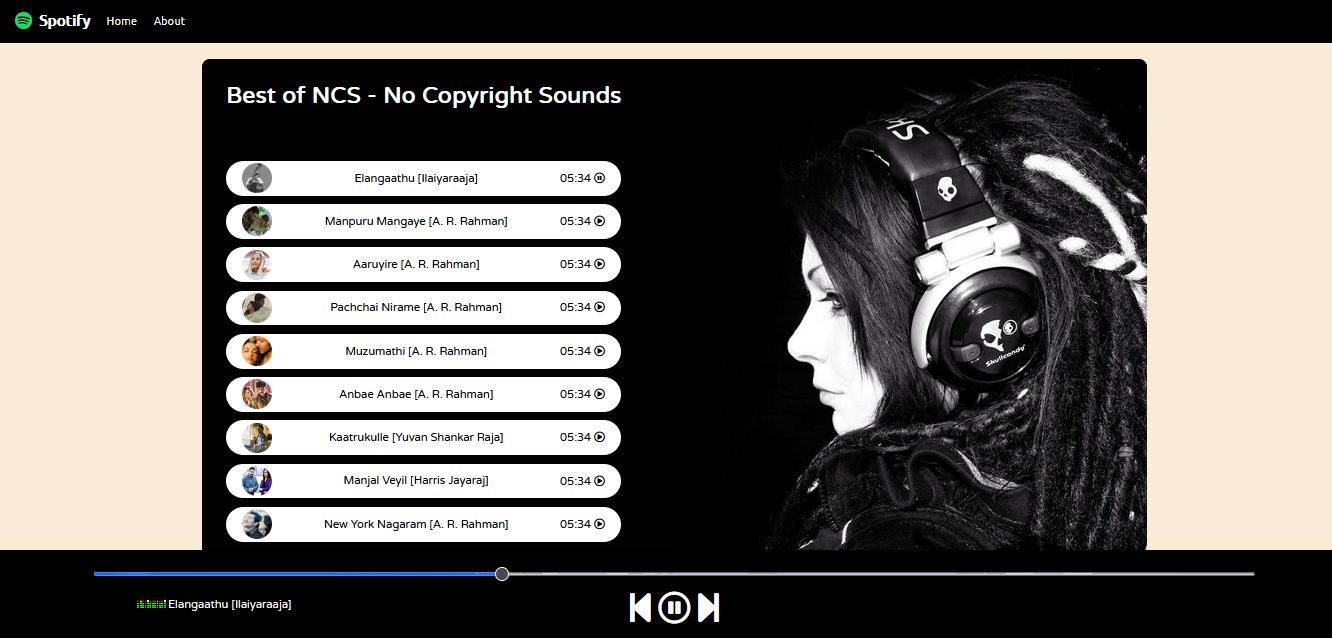 Spotify Home About
Best of NCS - No Copyright Sounds
Elangaathu [Ilaiyaraaja] 05:34
Manpuru Mangaye [A. R. Rahman] 05:34
Aaruyire [A. R. Rahman] 05:34
Pachchai Nirame [A. R. Rahman] 05:34
Muzumathi [A. R. Rahman] 05:34
Anbae Anbae [A. R. Rahman] 05:34
Kaatrukulle [Yuvan Shankar Raja] 05:34
Manjal Veyil [Harris Jayaraj] 05:34
New York Nagaram [A. R. Rahman] 05:34
SH
Skullcandy
Elangaathu [Ilaiyaraaja]